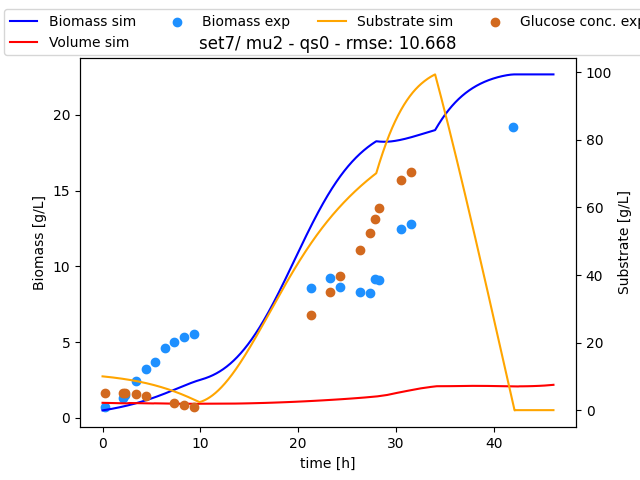 Biomass sim Biomass exp Substrate sim Glucose conc. exp
Volume sim
set7/ mu2 - qs0 - rmse: 10.668
Biomass [g/L]
20
15
10
5
0
100
80
60
40
20
0
Substrate [g/L]
0 10 20 30 40
time [h]